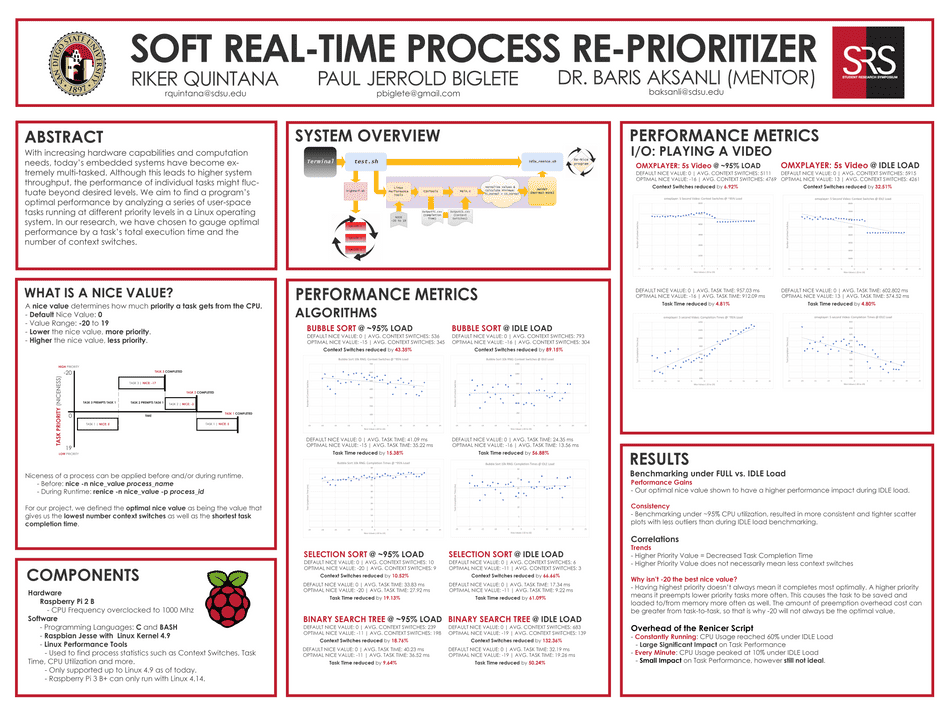 SOFT REAL-TIME PROCESS RE-PRIORITIZER
RIKER QUINTANA PAUL JERROLD BIGLETE DR. BARIS AKSANLI (MENTOR)
rquintana@sdsu.edu pbiglete@gmail.com baksanli@sdsu.edu
SRS
STUDENT RESEARCH SYMPOSIUM
1897
ABSTRACT
With increasing hardware capabilities and computation
needs, today's embedded systems have become ex-
tremely multi-tasked. Although this leads to higher system
throughput, the performance of individual tasks might fluc-
tuate beyond desired levels. We aim to find a program's
optimal performance by analyzing a series of user-space
tasks running at different priority levels in a Linux operating
system. In our research, we have chosen to gauge optimal
performance by a task's total execution time and the
number of context switches.
WHAT IS A NICE VALUE?
A nice value determines how much priority a task gets from the CPU.
- Default Nice Value: 0
- Value Range: -20 to 19
- Lower the nice value, more priority.
- Higher the nice value, less priority.
HIGH PRIORITY
-20
TASK PRIORITY (NICENESS)
0
19
LOW PRIORITY
TASK 3 COMPLETED
TASK 2 COMPLETED
TASK 1 COMPLETED
TIME
Niceness of a process can be applied before and/or during runtime.
- Before: nice -n nice_value process_name
- During Runtime: renice -n nice_value -p process_id
For our project, we defined the optimal nice value as being the value that
gives us the lowest number context switches as well as the shortest task
completion time.
COMPONENTS
Hardware
Raspberry Pi 2 B
- CPU Frequency overclocked to 1000 Mhz
Software
- Programming Languages: C and BASH
- Raspbian Jesse with Linux Kernel 4.9
- Linux Performance Tools
- Used to find process statistics such as Context Switches, Task
Time, CPU Utilization and more.
- Only supported up to Linux 4.9 as of today.
- Raspberry Pi 3 B+ can only run with Linux 4.14.
SYSTEM OVERVIEW
Terminal
test.sh
PERFORMANCE METRICS
ALGORITHMS
BUBBLE SORT @ ~95% LOAD
DEFAULT NICE VALUE: 0 | AVG. CONTEXT SWITCHES: 536
OPTIMAL NICE VALUE: -15 | AVG. CONTEXT SWITCHES: 345
Context Switches reduced by 43.35%
DEFAULT NICE VALUE: 0 | AVG. TASK TIME: 41.09 ms
OPTIMAL NICE VALUE: -15 | AVG. TASK TIME: 35.22 ms
Task Time reduced by 15.38%
BUBBLE SORT @ IDLE LOAD
DEFAULT NICE VALUE: 0 | AVG. CONTEXT SWITCHES: 793
OPTIMAL NICE VALUE: -16 | AVG. CONTEXT SWITCHES: 304
Context Switches reduced by 89.15%
DEFAULT NICE VALUE: 0 | AVG. TASK TIME: 24.35 ms
OPTIMAL NICE VALUE: -16 | AVG. TASK TIME: 13.56 ms
Task Time reduced by 56.88%
SELECTION SORT @ ~95% LOAD
DEFAULT NICE VALUE: 0 | AVG. CONTEXT SWITCHES: 10
OPTIMAL NICE VALUE: -20 | AVG. CONTEXT SWITCHES: 9
Context Switches reduced by 10.52%
DEFAULT NICE VALUE: 0 | AVG. TASK TIME: 33.83 ms
OPTIMAL NICE VALUE: -20 | AVG. TASK TIME: 27.92 ms
Task Time reduced by 19.13%
SELECTION SORT @ IDLE LOAD
DEFAULT NICE VALUE: 0 | AVG. CONTEXT SWITCHES: 6
OPTIMAL NICE VALUE: -11 | AVG. CONTEXT SWITCHES: 3
Context Switches reduced by 66.66%
DEFAULT NICE VALUE: 0 | AVG. TASK TIME: 17.34 ms
OPTIMAL NICE VALUE: -11 | AVG. TASK TIME: 9.22 ms
Task Time reduced by 61.09%
BINARY SEARCH TREE @ ~95% LOAD
DEFAULT NICE VALUE: 0 | AVG. CONTEXT SWITCHES: 239
OPTIMAL NICE VALUE: -11 | AVG. CONTEXT SWITCHES: 198
Context Switches reduced by 18.76%
DEFAULT NICE VALUE: 0 | AVG. TASK TIME: 40.23 ms
OPTIMAL NICE VALUE: -11 | AVG. TASK TIME: 36.52 ms
Task Time reduced by 9.64%
BINARY SEARCH TREE @ IDLE LOAD
DEFAULT NICE VALUE: 0 | AVG. CONTEXT SWITCHES: 683
OPTIMAL NICE VALUE: -19 | AVG. CONTEXT SWITCHES: 139
Context Switches reduced by 132.36%
DEFAULT NICE VALUE: 0 | AVG. TASK TIME: 32.19 ms
OPTIMAL NICE VALUE: -19 | AVG. TASK TIME: 19.26 ms
Task Time reduced by 50.24%
PERFORMANCE METRICS
I/O: PLAYING A VIDEO
OMXPLAYER: 5s Video @ ~95% LOAD
DEFAULT NICE VALUE: 0 | AVG. CONTEXT SWITCHES: 5111
OPTIMAL NICE VALUE: -16 | AVG. CONTEXT SWITCHES: 4769
Context Switches reduced by 6.92%
DEFAULT NICE VALUE: 0 | AVG. TASK TIME: 957.03 ms
OPTIMAL NICE VALUE: -16 | AVG. TASK TIME: 912.09 ms
Task Time reduced by 4.81%
OMXPLAYER: 5s Video @ IDLE LOAD
DEFAULT NICE VALUE: 0 | AVG. CONTEXT SWITCHES: 5915
OPTIMAL NICE VALUE: 13 | AVG. CONTEXT SWITCHES: 4261
Context Switches reduced by 32.51%
DEFAULT NICE VALUE: 0 | AVG. TASK TIME: 602.802 ms
OPTIMAL NICE VALUE: 13 | AVG. TASK TIME: 574.52 ms
Task Time reduced by 4.80%
RESULTS
Benchmarking under FULL vs. IDLE Load
Performance Gains
- Our optimal nice value shown to have a higher performance impact during IDLE load.
Consistency
- Benchmarking under ~95% CPU utilization, resulted in more consistent and tighter scatter
plots with less outliers than during IDLE load benchmarking.
Correlations
Trends
- Higher Priority Value = Decreased Task Completion Time
- Higher Priority Value does not necessarily mean less context switches
Why isn't -20 the best nice value?
- Having highest priority doesn't always mean it completes most optimally. A higher priority
means it preempts lower priority tasks more often. This causes the task to be saved and
loaded to/from memory more often as well. The amount of preemption overhead cost can
be greater from task-to-task, so that is why -20 will not always be the optimal value.
Overhead of the Renicer Script
- Constantly Running: CPU Usage reached 60% under IDLE Load
- Large Significant Impact on Task Performance
- Every Minute: CPU Usage peaked at 10% under IDLE Load
- Small Impact on Task Performance, however still not ideal.